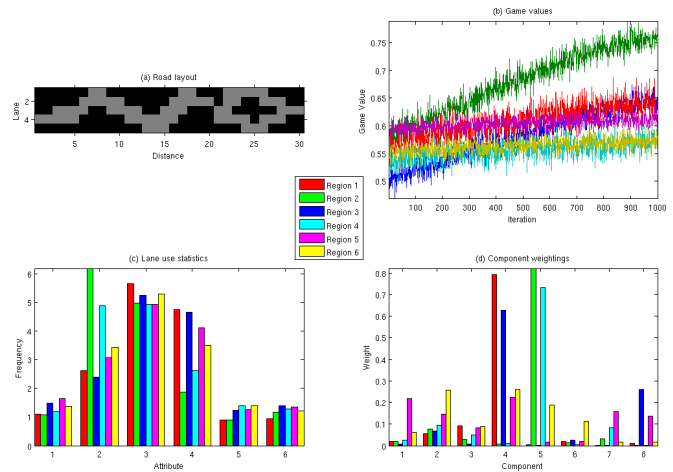 (b) Game values
0.75
0.7
0.65
0.6
0.55
0.5
Game Value
100 200 300 400 500 600 700 800 900 1000
Iteration
(a) Road layout
2
4
Lane
5 10 15 20 25 30
Distance
Region 1
Region 2
Region 3
Region 4
Region 5
Region 6
(c) Lane use statistics
6
5
4
3
2
1
0
Frequency
1 2 3 4 5 6
Attribute
(d) Component weightings
0.8
0.7
0.6
0.5
0.4
0.3
0.2
0.1
0
Weight
1 2 3 4 5 6 7 8
Component